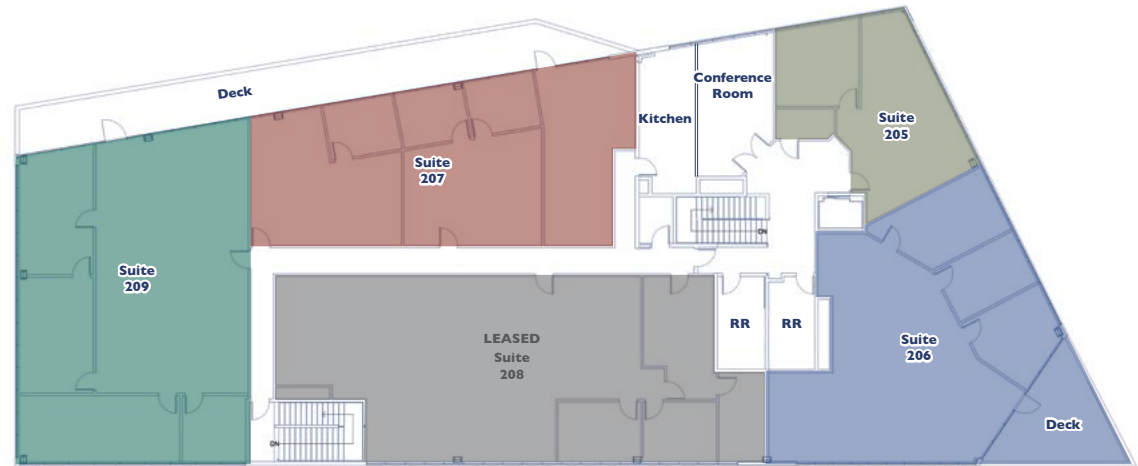 Deck
Conference
Room
Kitchen
Suite
205
Suite
207
DN
Suite
209
LEASED
Suite
208
RR
RR
Suite
206
Deck
DN